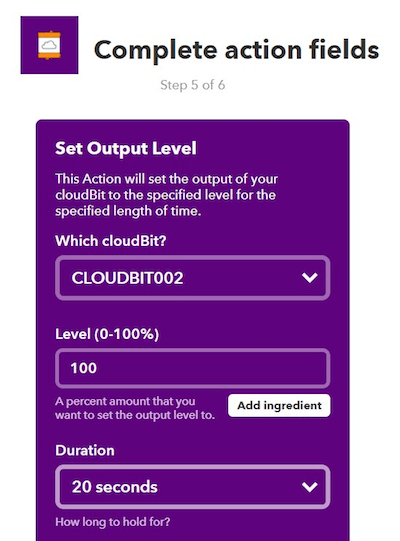 Complete action fields
Step 5 of 6
Set Output Level
This Action will set the output of your
cloudBit to the specified level for the
specified length of time.
Which cloudBit?
CLOUDBIT002
Level (0-100%)
100
A percent amount that you
want to set the output level to.
Add ingredient
Duration
20 seconds
How long to hold for?